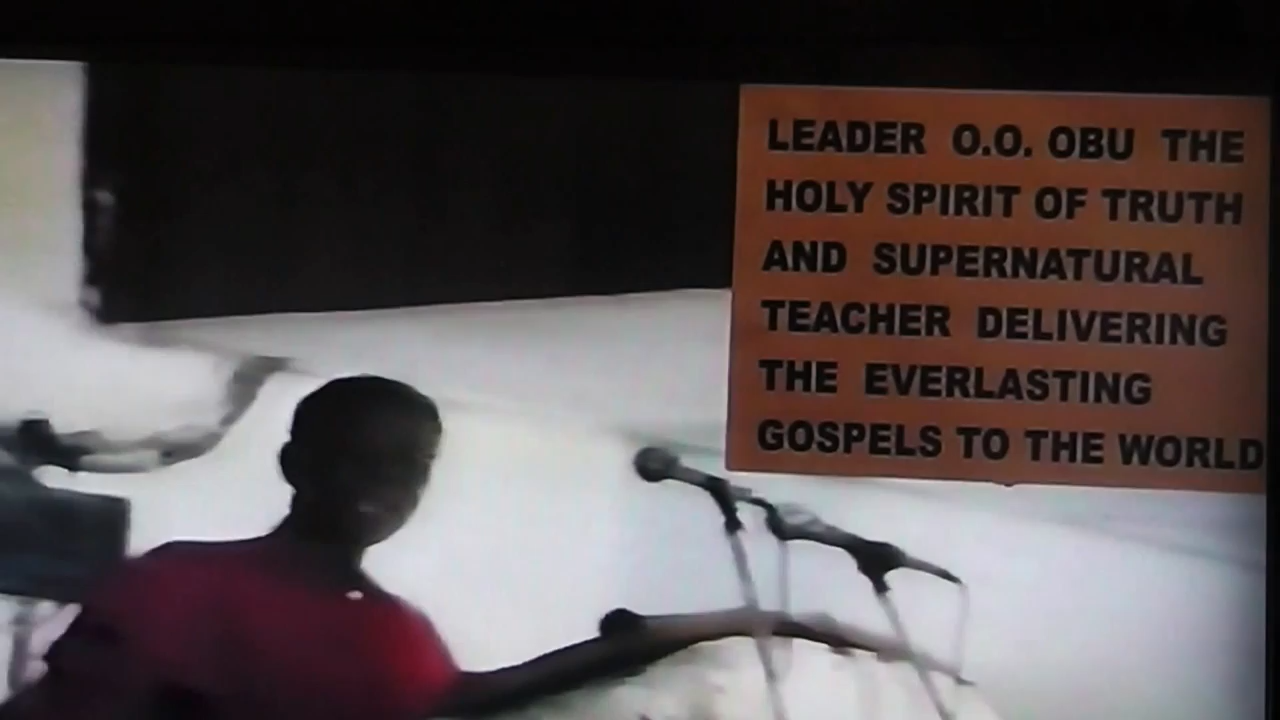 LEADER O.O. OBU THE
HOLY SPIRIT OF TRUTH
AND SUPERNATURAL
TEACHER DELIVERING
THE EVERLASTING
GOSPELS TO THE WORLD